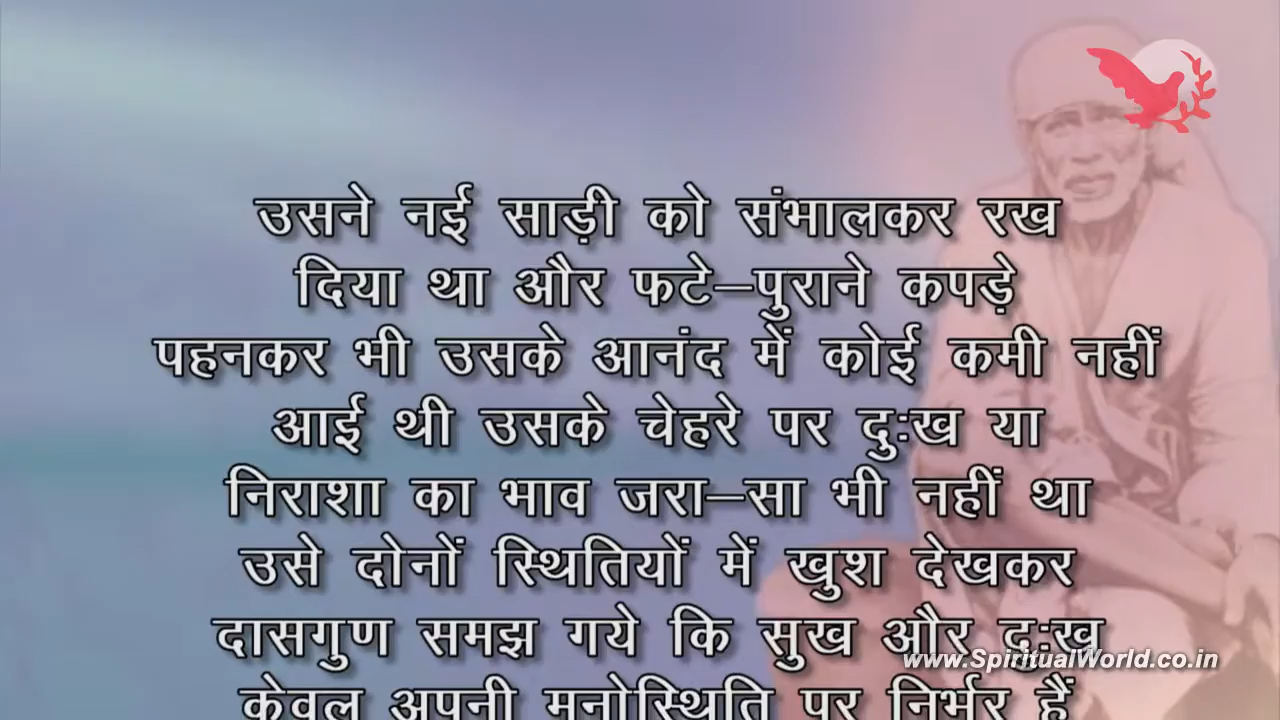 उसने नई साड़ी को संभालकर रख
दिया था और फटे–पुराने कपड़े
पहनकर भी उसके आनंद में कोई कमी नहीं
आई थी उसके चेहरे पर दुःख या
निराशा का भाव जरा–सा भी नहीं था
उसे दोनों स्थितियों में खुश देखकर
दासगुण समझ गये कि सुख और दुःख
www.SpiritualWorld.co.in
केवल अपनी मनोस्थिति पर निर्भर हैं